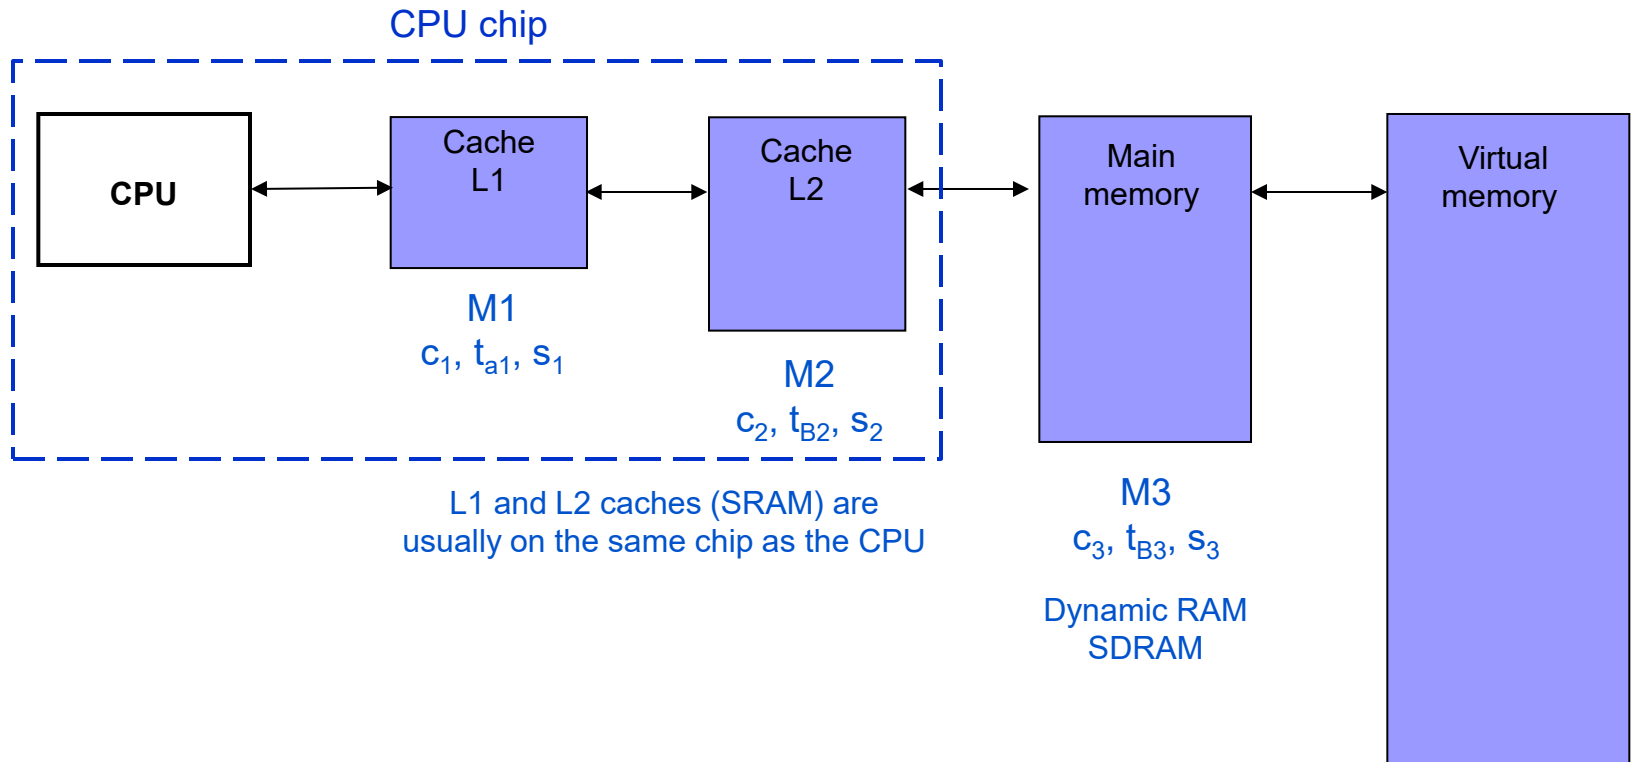 CPU chip
CPU
Cache
L1
Cache
L2
Main
memory
Virtual
memory
M1
c1, ta1, s1
M2
c2, tB2, s2
L1 and L2 caches (SRAM) are
usually on the same chip as the CPU
M3
c3, tB3, s3
Dynamic RAM
SDRAM